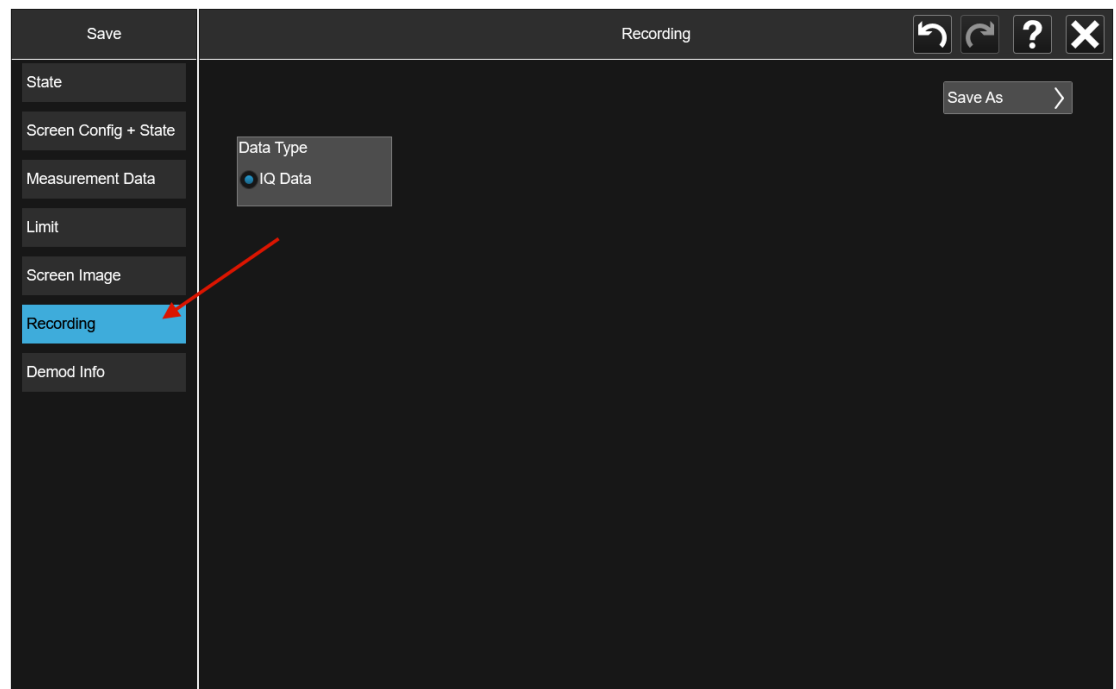 Save
Recording
?
State
Screen Config + State
Measurement Data
Limit
Screen Image
Recording
Demod Info
Save As
Data Type
IQ Data